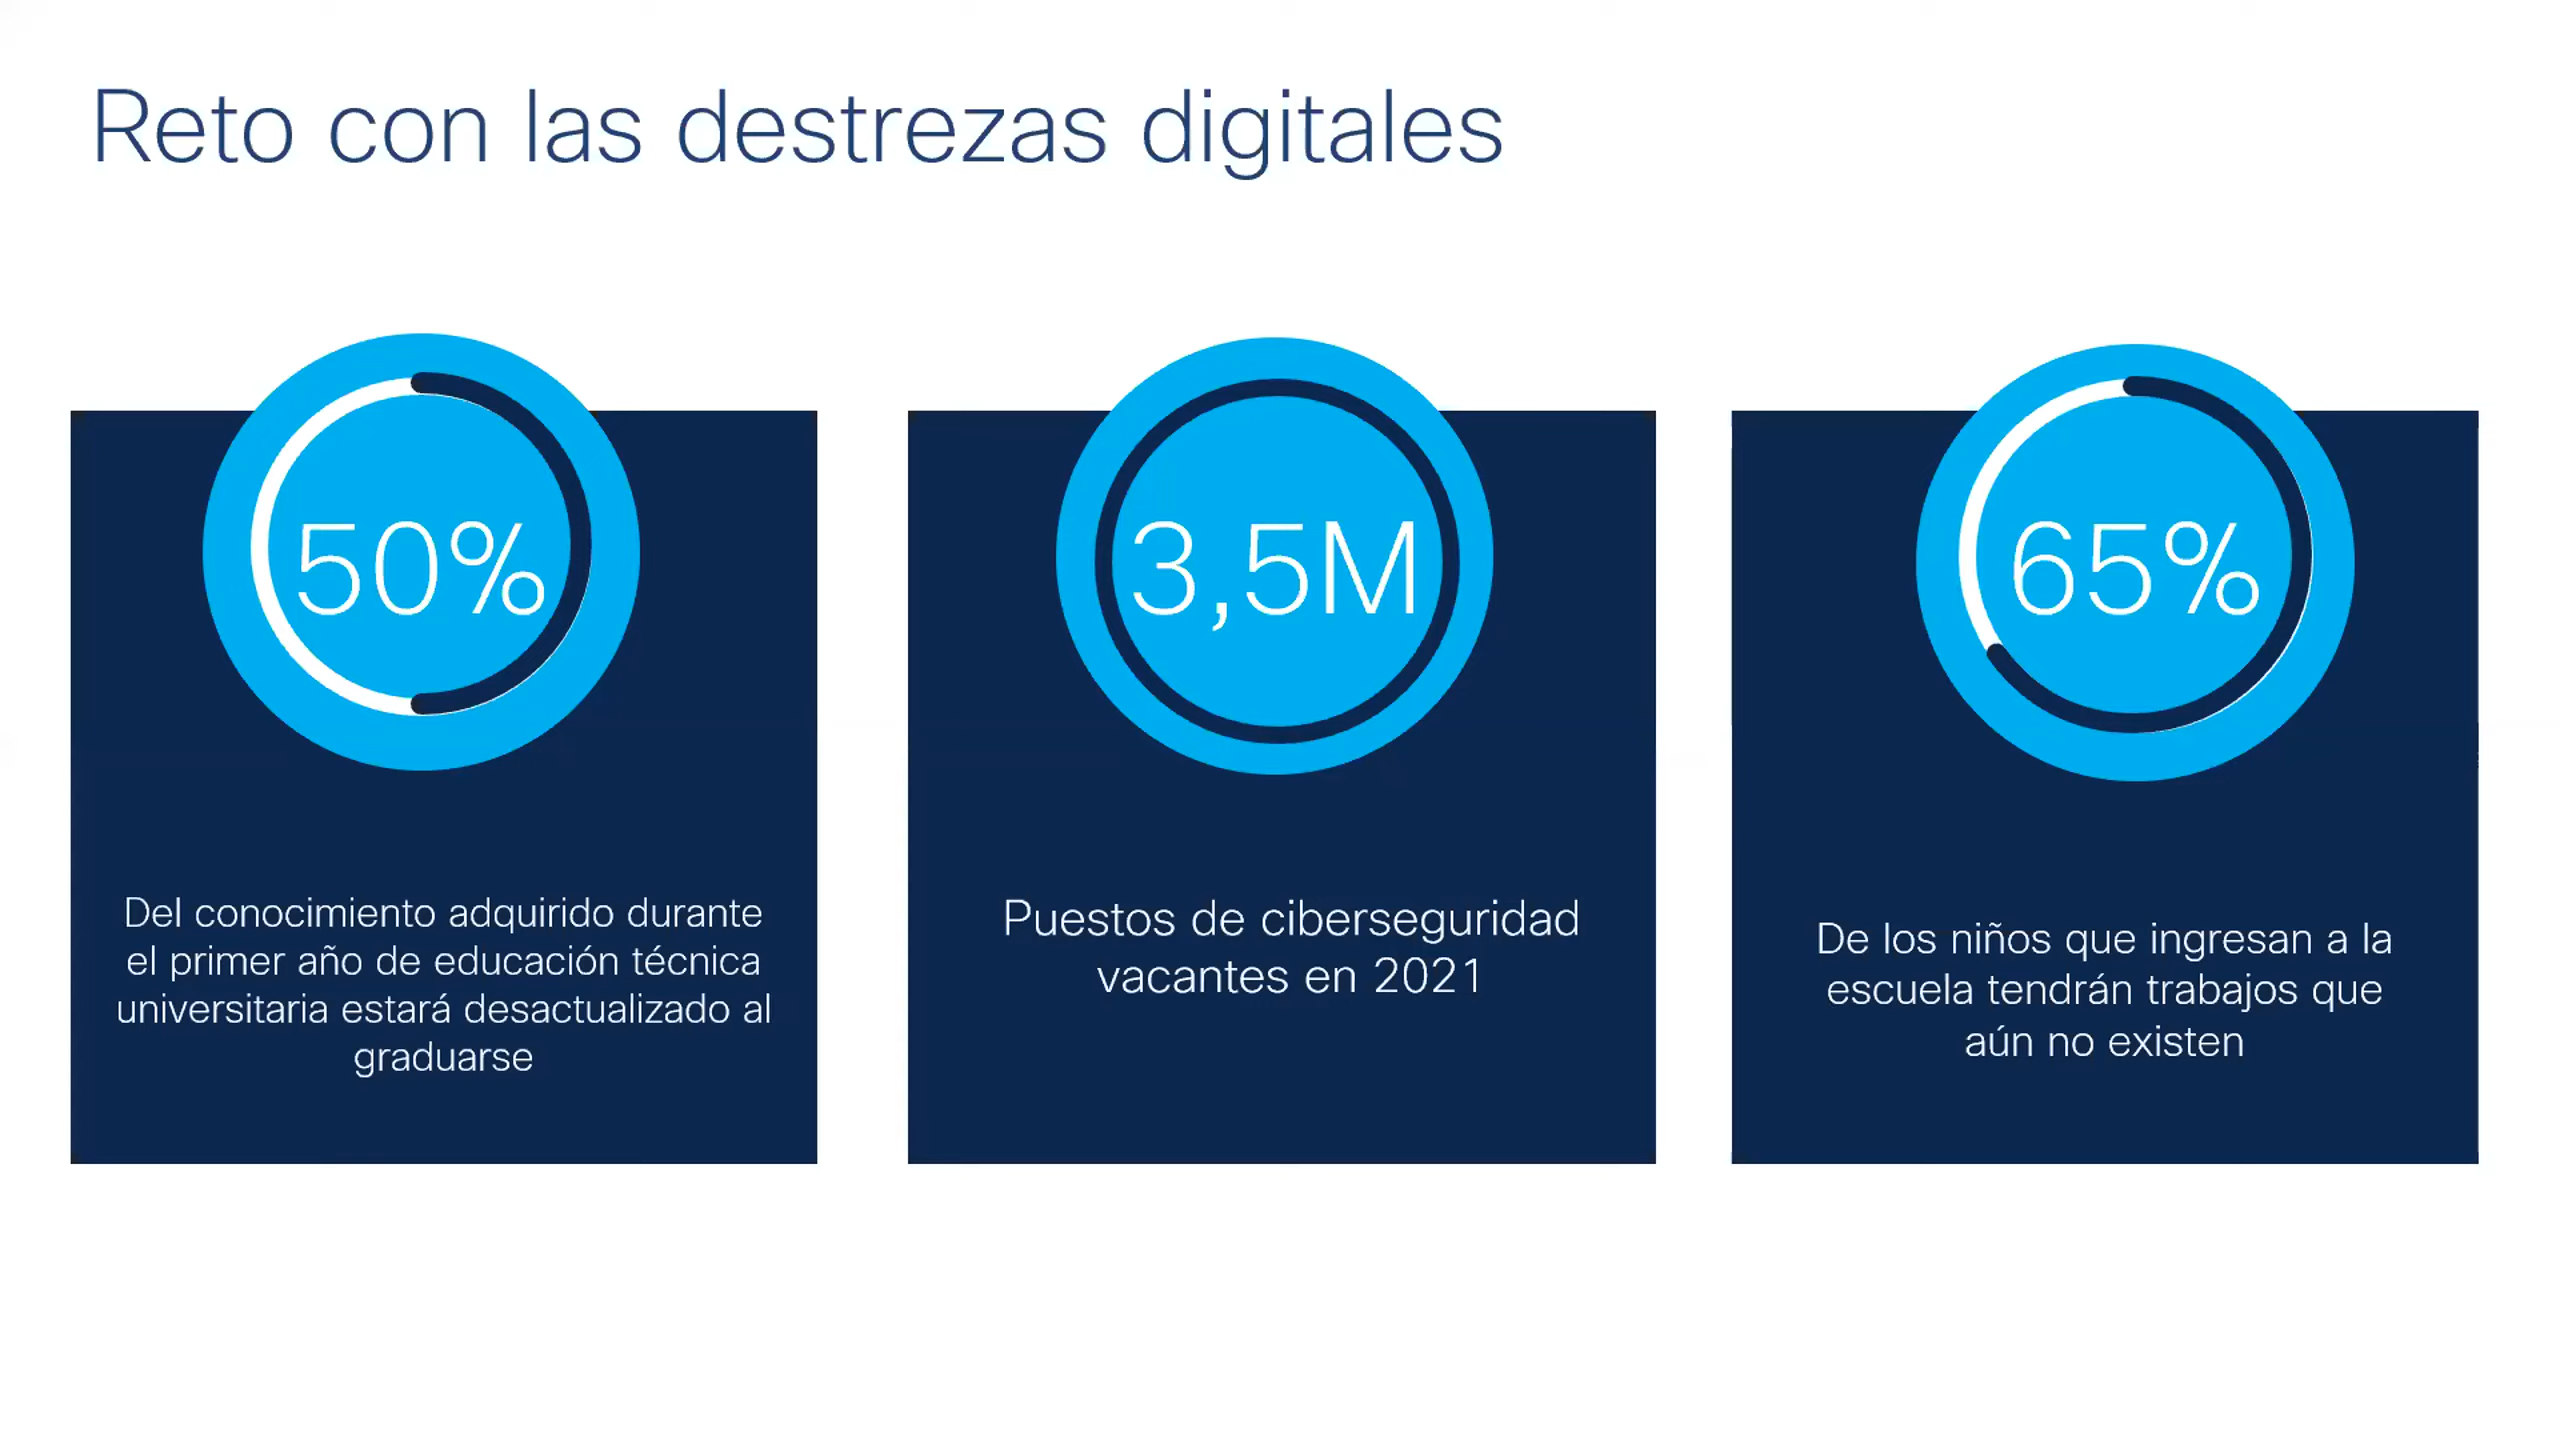 Reto con las destrezas digitales
50%
Del conocimiento adquirido durante
el primer año de educación técnica
universitaria estará desactualizado al
graduarse
3,5M
Puestos de ciberseguridad
vacantes en 2021
65%
De los niños que ingresan a la
escuela tendrán trabajos que
aún no existen